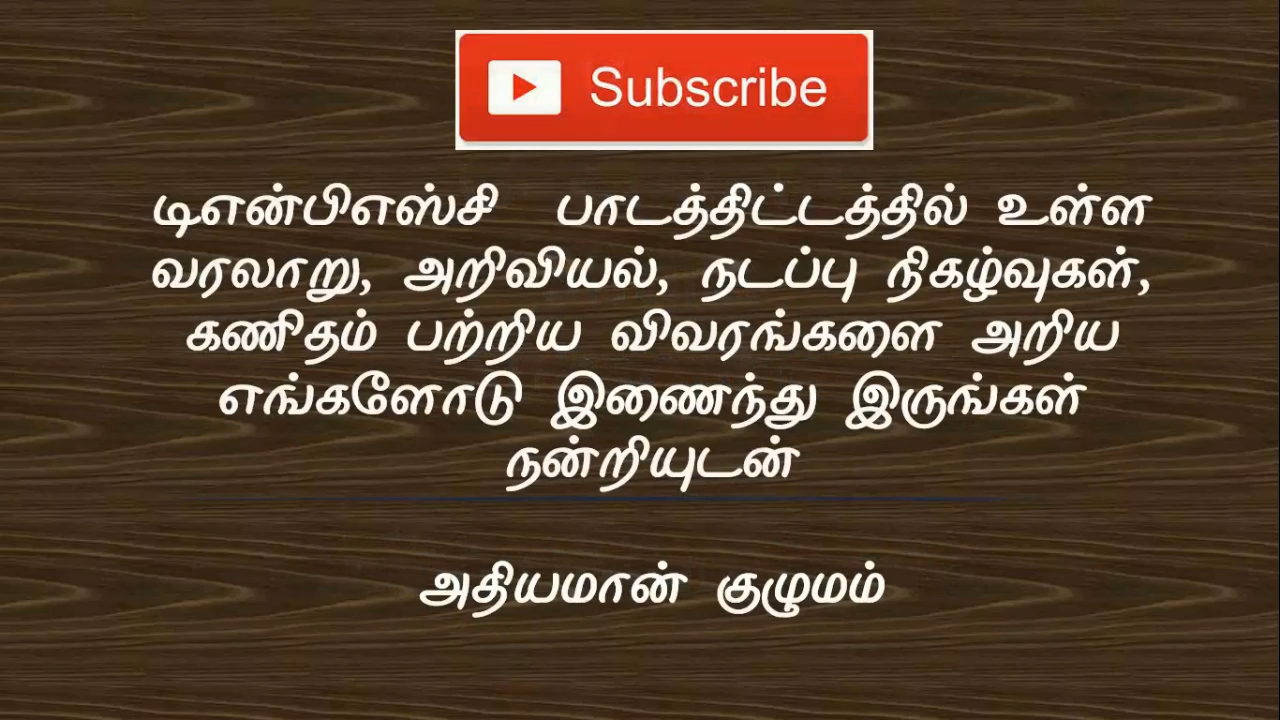 Subscribe
டிஎன்பிஎஸ்சி பாடத்திட்டத்தில் உள்ள
வரலாறு, அறிவியல், நடப்பு நிகழ்வுகள்,
கணிதம் பற்றிய விவரங்களை அறிய
எங்களோடு இணைந்து இருங்கள்
நன்றியுடன்
அதியமான் குழுமம்